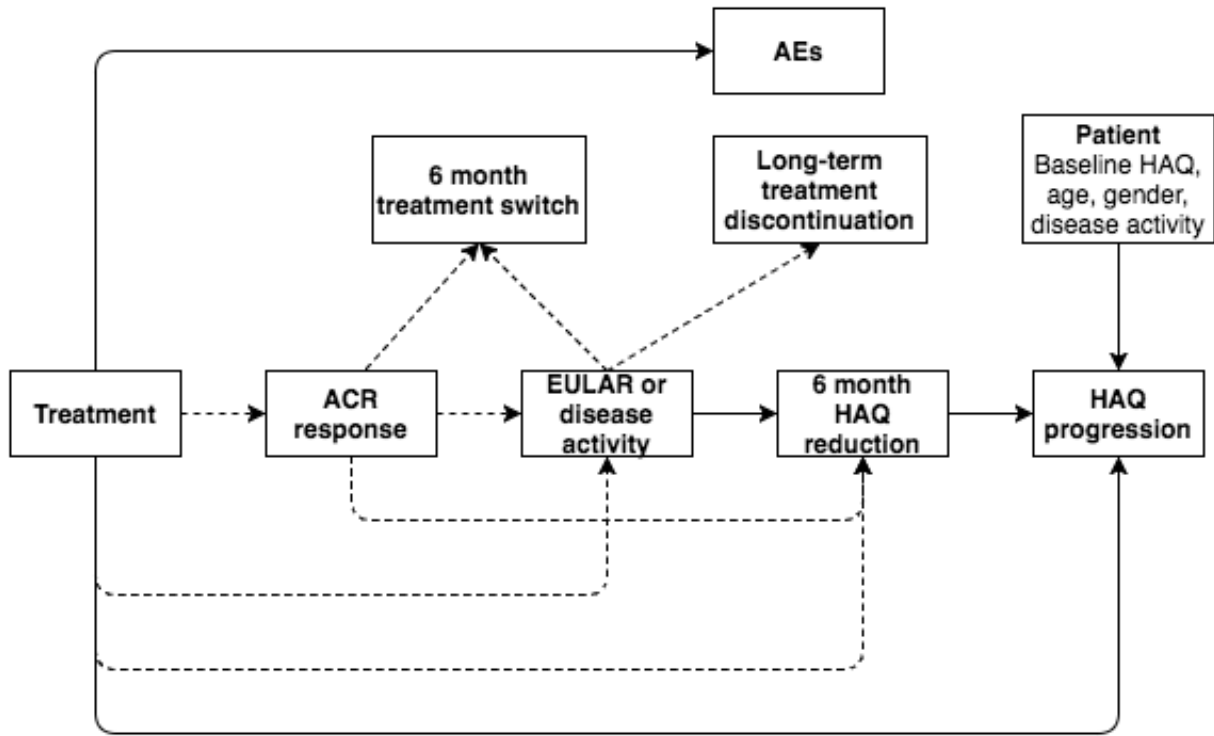 AEs
6 month
treatment switch
Long-term
treatment
discontinuation
Patient
Baseline HAQ,
age, gender,
disease activity
Treatment
ACR
response
EULAR or
disease
activity
6 month
HAQ
reduction
HAQ
progression